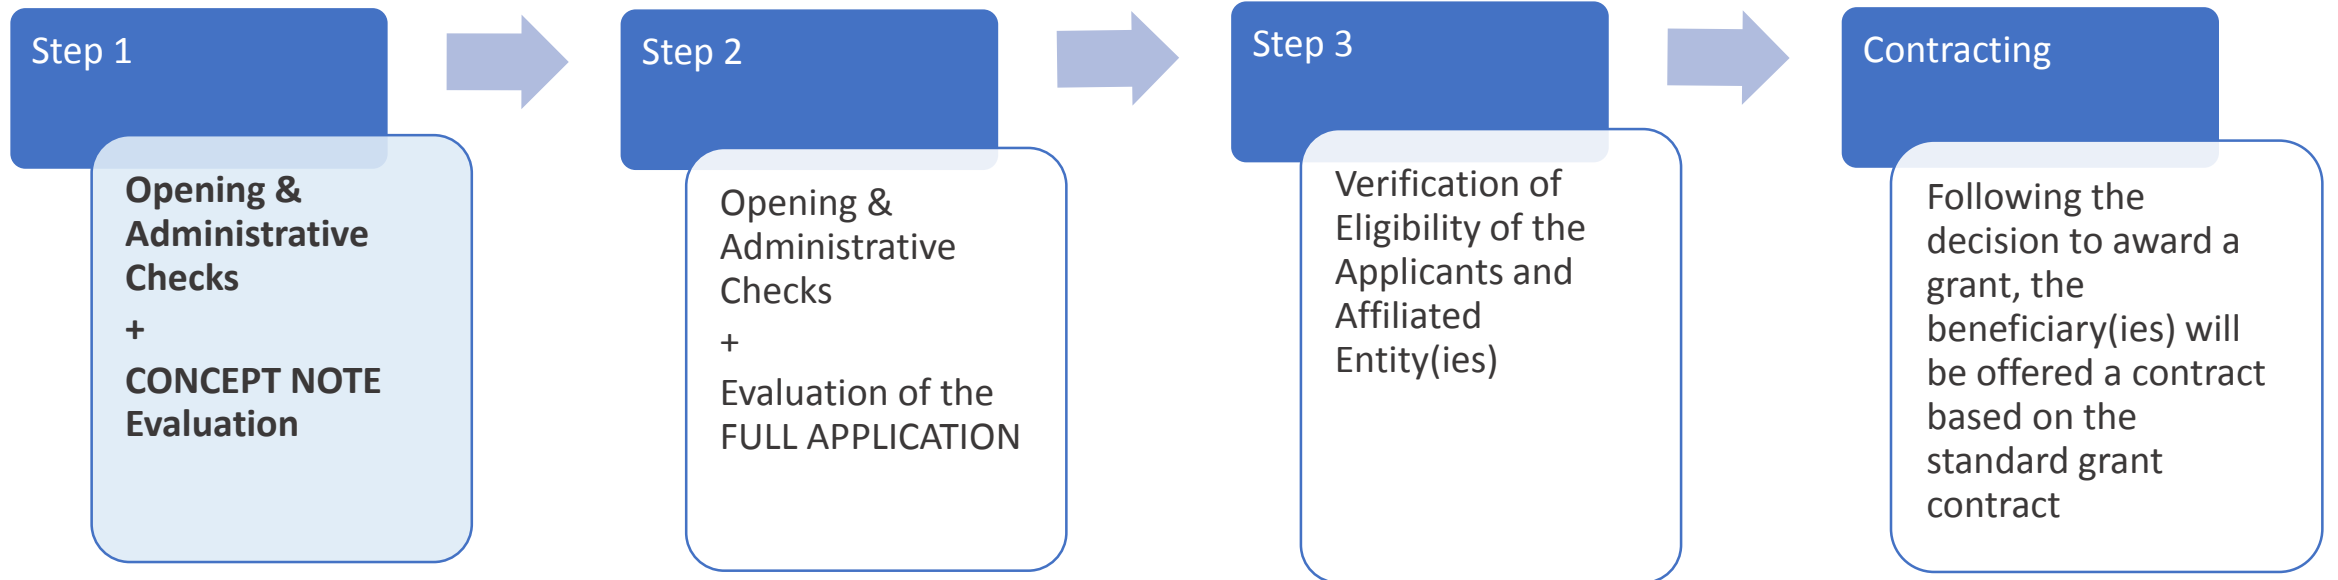 Step 1
Opening &
Administrative
Checks
+
CONCEPT NOTE
Evaluation
Step 2
Opening &
Administrative
Checks
+
Evaluation of the
FULL APPLICATION
Step 3
Verification of
Eligibility of the
Applicants and
Affiliated
Entity(ies)
Contracting
Following the
decision to award a
grant, the
beneficiary(ies) will
be offered a contract
based on the
standard grant
contract